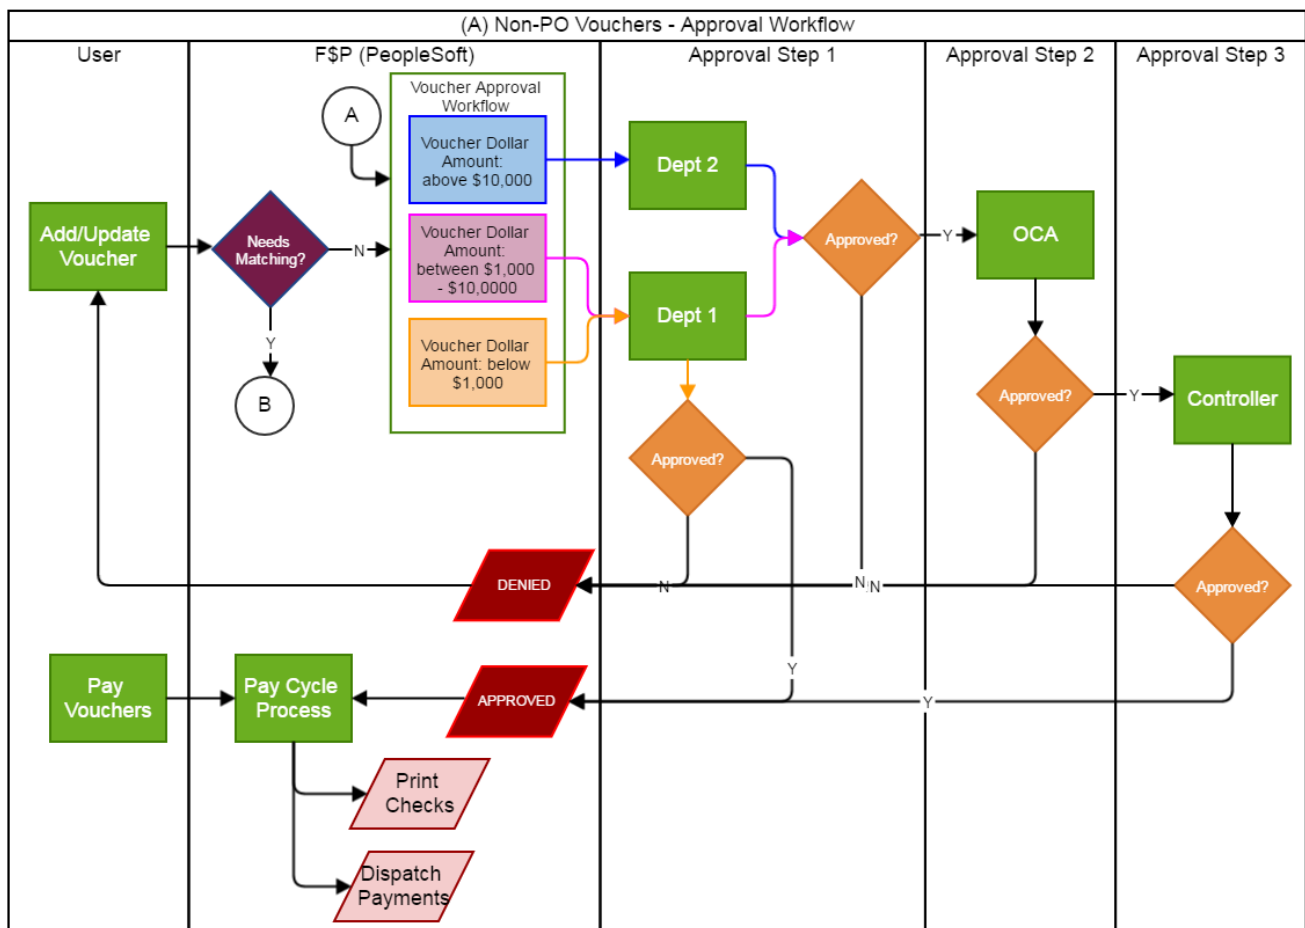 (A) Non-PO Vouchers - Approval Workflow
User
F$P (PeopleSoft)
Approval Step 1
Approval Step 2
Approval Step 3
Voucher Approval
Workflow
A
Voucher Dollar
Amount:
above $10,000
Dept 2
Add/Update
Voucher
Needs
Matching?
N
Voucher Dollar
Amount:
between $1,000
- $10,0000
Approved?
Y
OCA
Dept 1
Y
Voucher Dollar
Amount: below
$1,000
B
Approved?
Y
Controller
Approved?
DENIED
N
N
N
Approved?
Y
Pay
Vouchers
Pay Cycle
Process
APPROVED
Y
Print
Checks
Dispatch
Payments